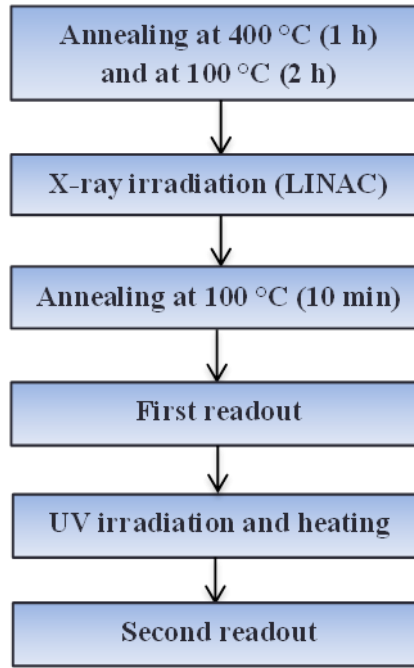 Annealing at 400 °C (1 h)
and at 100 °C (2 h)
X-ray irradiation (LINAC)
Annealing at 100 °C (10 min)
First readout
UV irradiation and heating
Second readout